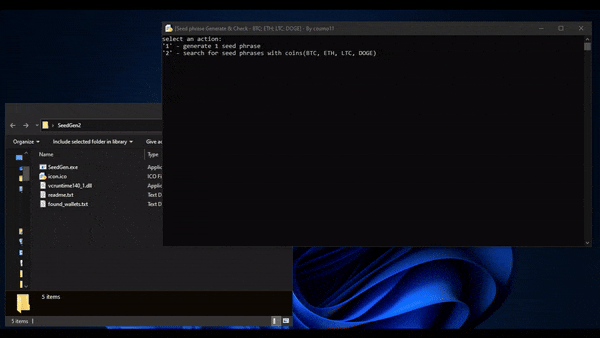 [Seed phrase Generate & Check - BTC, ETH, LTC, DOGE] - By cosmo11
select an action:
'1' - generate 1 seed phrase
'2' - search for seed phrases with coins(BTC, ETH, LTC, DOGE)
SeedGen2
Organize
Include selected folder in library
Give ac
Name
Type
SeedGen.exe
Applic
icon.ico
ICO Fi
vcruntime140_1.dll
Applic
readme.txt
Text D
found_wallets.txt
Text D
5 items
5 items